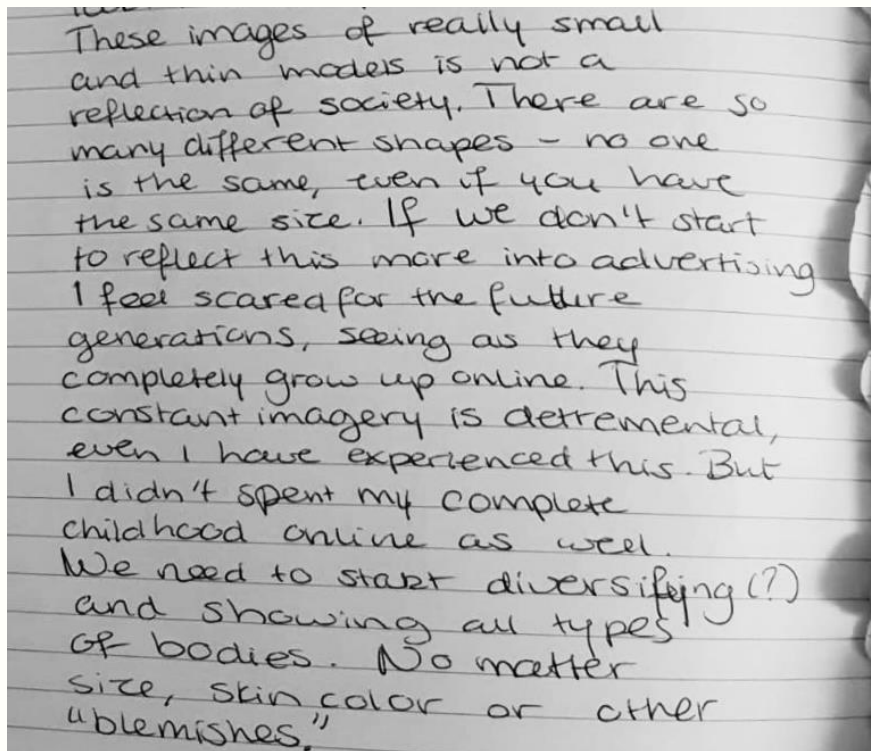 These images of really small
and thin models is not a
reflection of society. There are so
many different shapes – no one
is the same, even if you have
the same size. If we don't start
to reflect this more into advertising
I feel scared for the future
generations, seeing as they
completely grow up online. This
constant imagery is detremental,
even I have experienced this. But
I didn't spent my complete
childhood online as well.
We need to start diversifying (?)
and showing all types
of bodies. No matter
size, skin color or other
"blemishes."